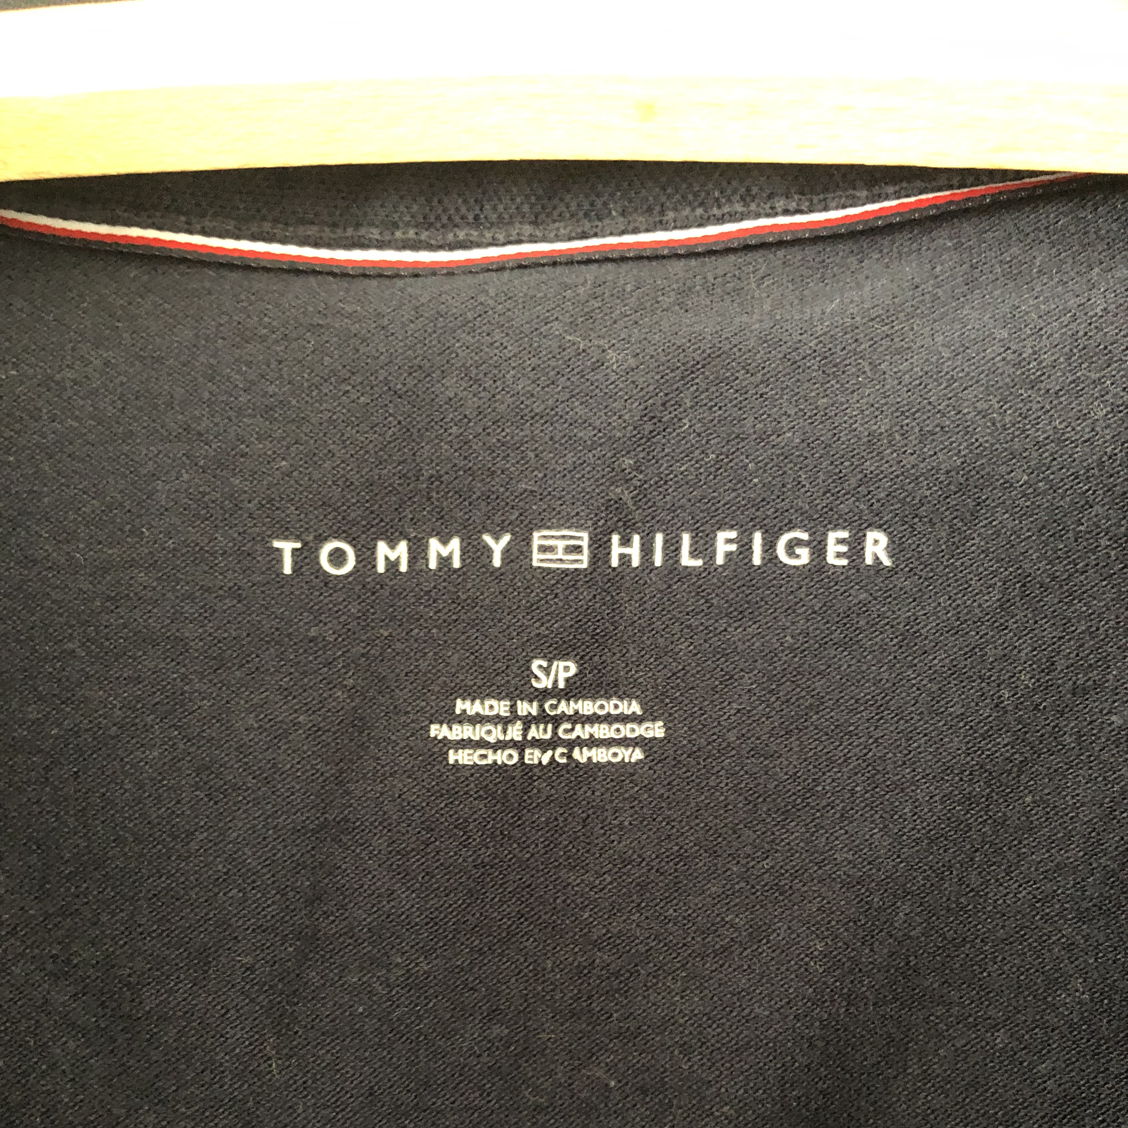 TOMMY HILFIGER
S/P
MADE IN CAMBODIA
FABRIQUÉ AU CAMBODGE
HECHO EN CAMBOYA